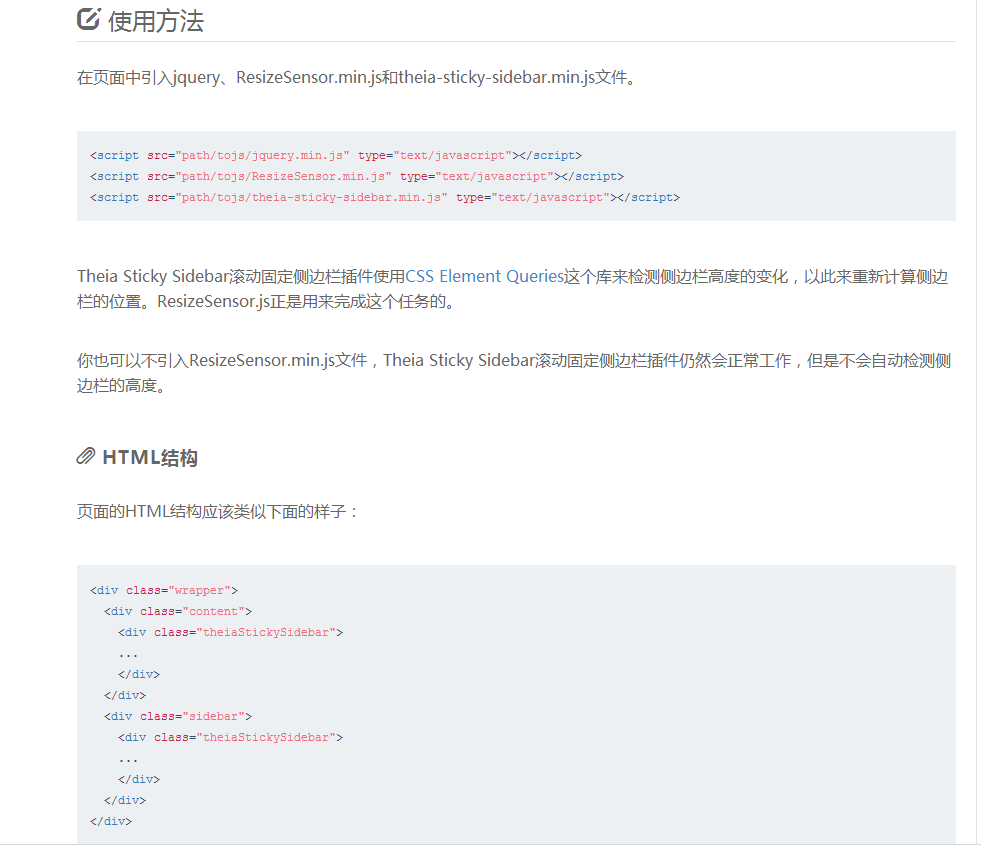 使用方法
在页面中引入jquery、ResizeSensor.min.js和theia-sticky-sidebar.min.js文件。
<script src="path/tojs/jquery.min.js" type="text/javascript"></script>
<script src="path/tojs/ResizeSensor.min.js" type="text/javascript"></script>
<script src="path/tojs/theia-sticky-sidebar.min.js" type="text/javascript"></script>
Theia Sticky Sidebar滚动固定侧边栏插件使用CSS Element Queries这个库来检测侧边栏高度的变化，以此来重新计算侧边
栏的位置。ResizeSensor.js正是用来完成这个任务的。
你也可以不引入ResizeSensor.min.js文件，Theia Sticky Sidebar滚动固定侧边栏插件仍然会正常工作，但是不会自动检测侧
边栏的高度。
HTML结构
页面的HTML结构应该类似下面的样子：
<div class="wrapper">
  <div class="content">
    <div class="theiaStickySidebar">
    ...
    </div>
  </div>
  <div class="sidebar">
    <div class="theiaStickySidebar">
    ...
    </div>
  </div>
</div>